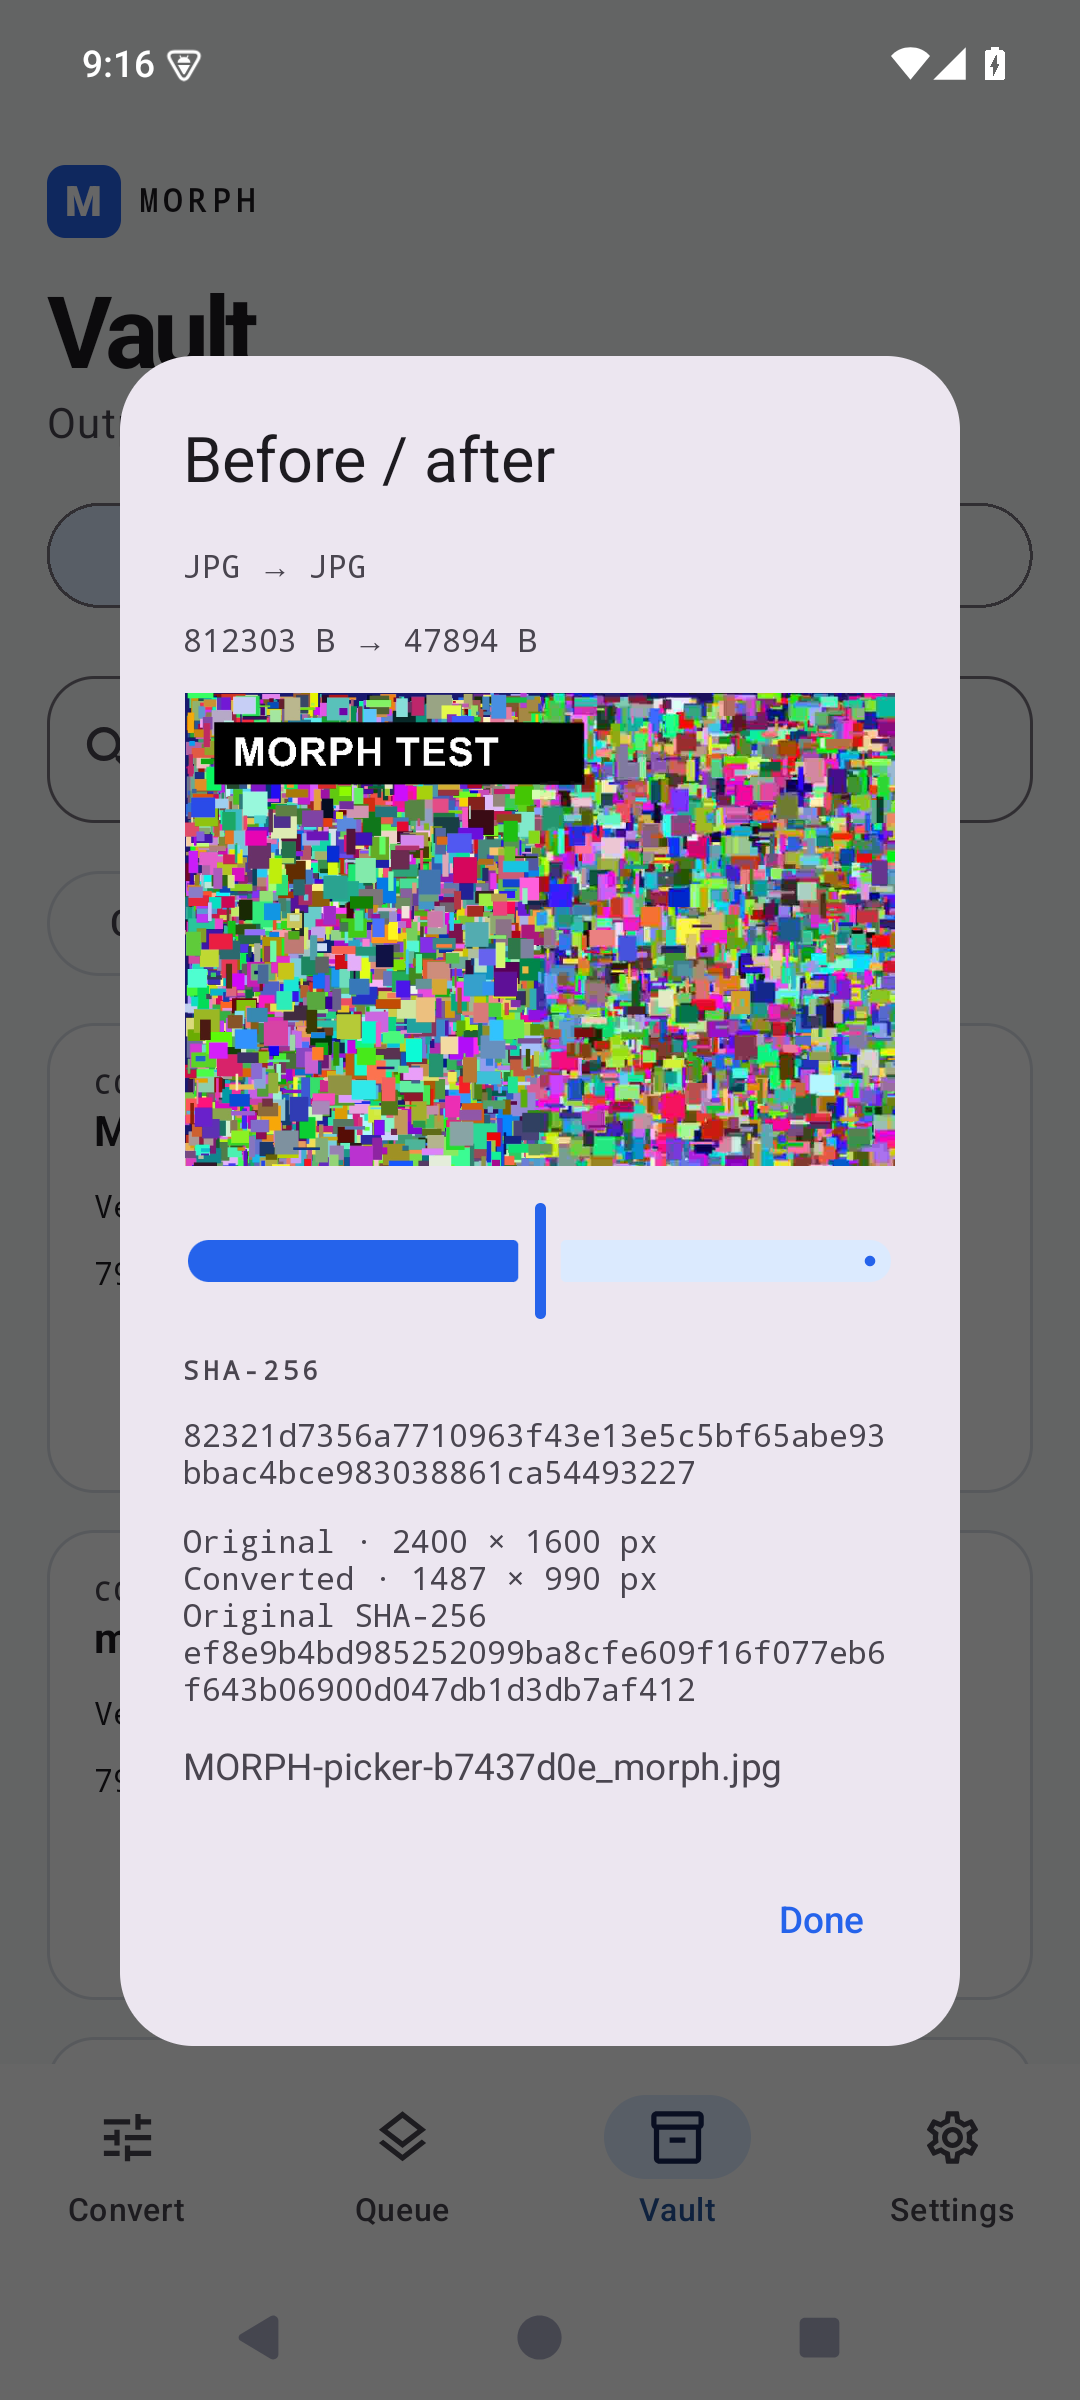 9:16
M MORPH
Vault
Before / after
JPG → JPG
812303 B → 47894 B
MORPH TEST
SHA-256
82321d7356a7710963f43e13e5c5bf65abe93
bbac4bce983038861ca54493227
Original · 2400 × 1600 px
Converted · 1487 × 990 px
Original SHA-256
ef8e9b4bd985252099ba8cfe609f16f077eb6
f643b06900d047db1d3db7af412
MORPH-picker-b7437d0e_morph.jpg
Done
Convert
Queue
Vault
Settings